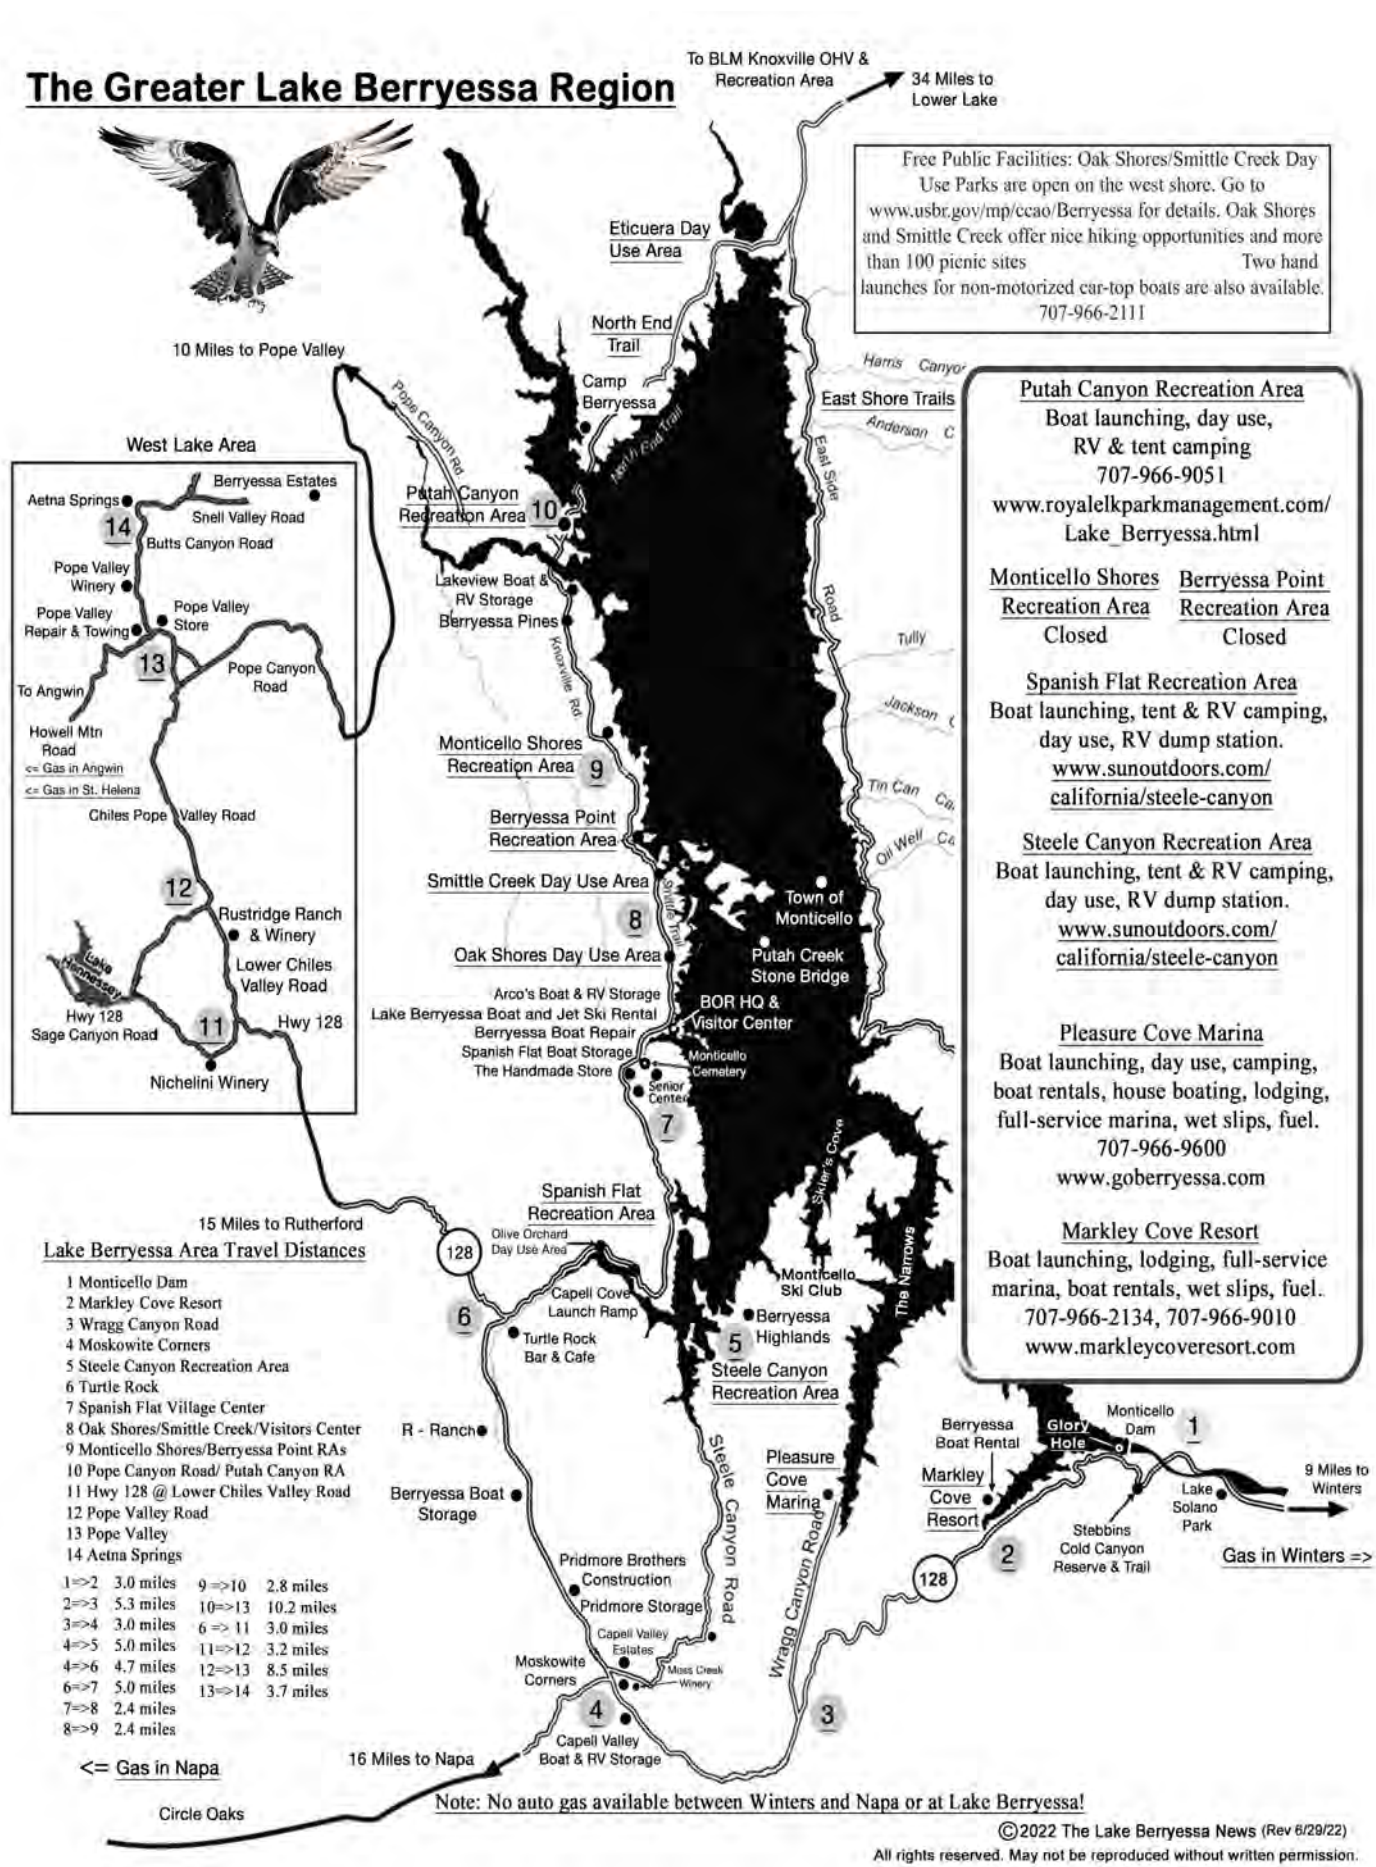 To BLM Knoxville OHV &
Recreation Area
The Greater Lake Berryessa Region
34 Miles to
Lower Lake
Free Public Facilities: Oak Shores/Smittle Creek Day
Use Parks are open on the west shore. Go to
www.usbr.gov/mp/ccao/Berryessa for details. Oak Shores
and Smittle Creek offer nice hiking opportunities and more
than 100 picnic sites Two hand
launches for non-motorized car-top boats are also available.
707-966-2111
Eticuera Day
Use Area
North End
Trail
10 Miles to Pope Valley
Camp
Berryessa
North End Trail
Pope Canyon Rd
Harris Canyo
East Shore Trails
Anderson C
East Side
Road
Tully
Jackson C
Tin Can Ca
Oil Well Ca
Putah Canyon
Recreation Area
10
Lakeview Boat &
RV Storage
Berryessa Pines
Knoxville Rd.
Monticello Shores
Recreation Area
9
Berryessa Point
Recreation Area
Smittle Creek Day Use Area
Smittle Trail
8
Oak Shores Day Use Area
Town of
Monticello
Putah Creek
Stone Bridge
Arco's Boat & RV Storage
Lake Berryessa Boat and Jet Ski Rental
Berryessa Boat Repair
Spanish Flat Boat Storage
The Handmade Store
BOR HQ &
Visitor Center
Monticello
Cemetery
Senior
Center
7
West Lake Area
Berryessa Estates
Aetna Springs
14
Snell Valley Road
Butts Canyon Road
Pope Valley
Winery
Pope Valley
Repair & Towing
Pope Valley
Store
13
Pope Canyon
Road
To Angwin
Howell Mtn
Road
<= Gas in Angwin
<= Gas in St. Helena
Chiles Pope Valley Road
12
Rustridge Ranch
& Winery
Lake
Hennessey
Lower Chiles
Valley Road
Hwy 128
Sage Canyon Road
11
Hwy 128
Nichelini Winery
Putah Canyon Recreation Area
Boat launching, day use,
RV & tent camping
707-966-9051
www.royalelkparkmanagement.com/
Lake_Berryessa.html
Monticello Shores
Recreation Area
Closed
Berryessa Point
Recreation Area
Closed
Spanish Flat Recreation Area
Boat launching, tent & RV camping,
day use, RV dump station.
www.sunoutdoors.com/
california/steele-canyon
Steele Canyon Recreation Area
Boat launching, tent & RV camping,
day use, RV dump station.
www.sunoutdoors.com/
california/steele-canyon
Pleasure Cove Marina
Boat launching, day use, camping,
boat rentals, house boating, lodging,
full-service marina, wet slips, fuel.
707-966-9600
www.goberryessa.com
Markley Cove Resort
Boat launching, lodging, full-service
marina, boat rentals, wet slips, fuel.
707-966-2134, 707-966-9010
www.markleycoveresort.com
Skier's Cove
The Narrows
Spanish Flat
Recreation Area
Olive Orchard
Day Use Area
Capell Cove
Launch Ramp
Monticello
Ski Club
Berryessa
Highlands
5
Steele Canyon
Recreation Area
15 Miles to Rutherford
128
6
Turtle Rock
Bar & Cafe
R - Ranch
Berryessa Boat
Storage
Steele Canyon Road
Pleasure
Cove
Marina
Wragg Canyon Road
Pridmore Brothers
Construction
Pridmore Storage
Capell Valley
Estates
Moskowite
Corners
Moss Creek
Winery
4
Capell Valley
Boat & RV Storage
3
Berryessa
Boat Rental
Markley
Cove
Resort
Glory
Hole
Monticello
Dam
1
2
128
Stebbins
Cold Canyon
Reserve & Trail
Lake
Solano
Park
9 Miles to
Winters
Gas in Winters =>
Lake Berryessa Area Travel Distances
1 Monticello Dam
2 Markley Cove Resort
3 Wragg Canyon Road
4 Moskowite Corners
5 Steele Canyon Recreation Area
6 Turtle Rock
7 Spanish Flat Village Center
8 Oak Shores/Smittle Creek/Visitors Center
9 Monticello Shores/Berryessa Point RAs
10 Pope Canyon Road/ Putah Canyon RA
11 Hwy 128 @ Lower Chiles Valley Road
12 Pope Valley Road
13 Pope Valley
14 Aetna Springs
1=>2 3.0 miles 9 =>10 2.8 miles
2=>3 5.3 miles 10=>13 10.2 miles
3=>4 3.0 miles 6 => 11 3.0 miles
4=>5 5.0 miles 11=>12 3.2 miles
4=>6 4.7 miles 12=>13 8.5 miles
6=>7 5.0 miles 13=>14 3.7 miles
7=>8 2.4 miles
8=>9 2.4 miles
<= Gas in Napa
16 Miles to Napa
Circle Oaks
Note: No auto gas available between Winters and Napa or at Lake Berryessa!
©2022 The Lake Berryessa News (Rev 6/29/22)
All rights reserved. May not be reproduced without written permission.